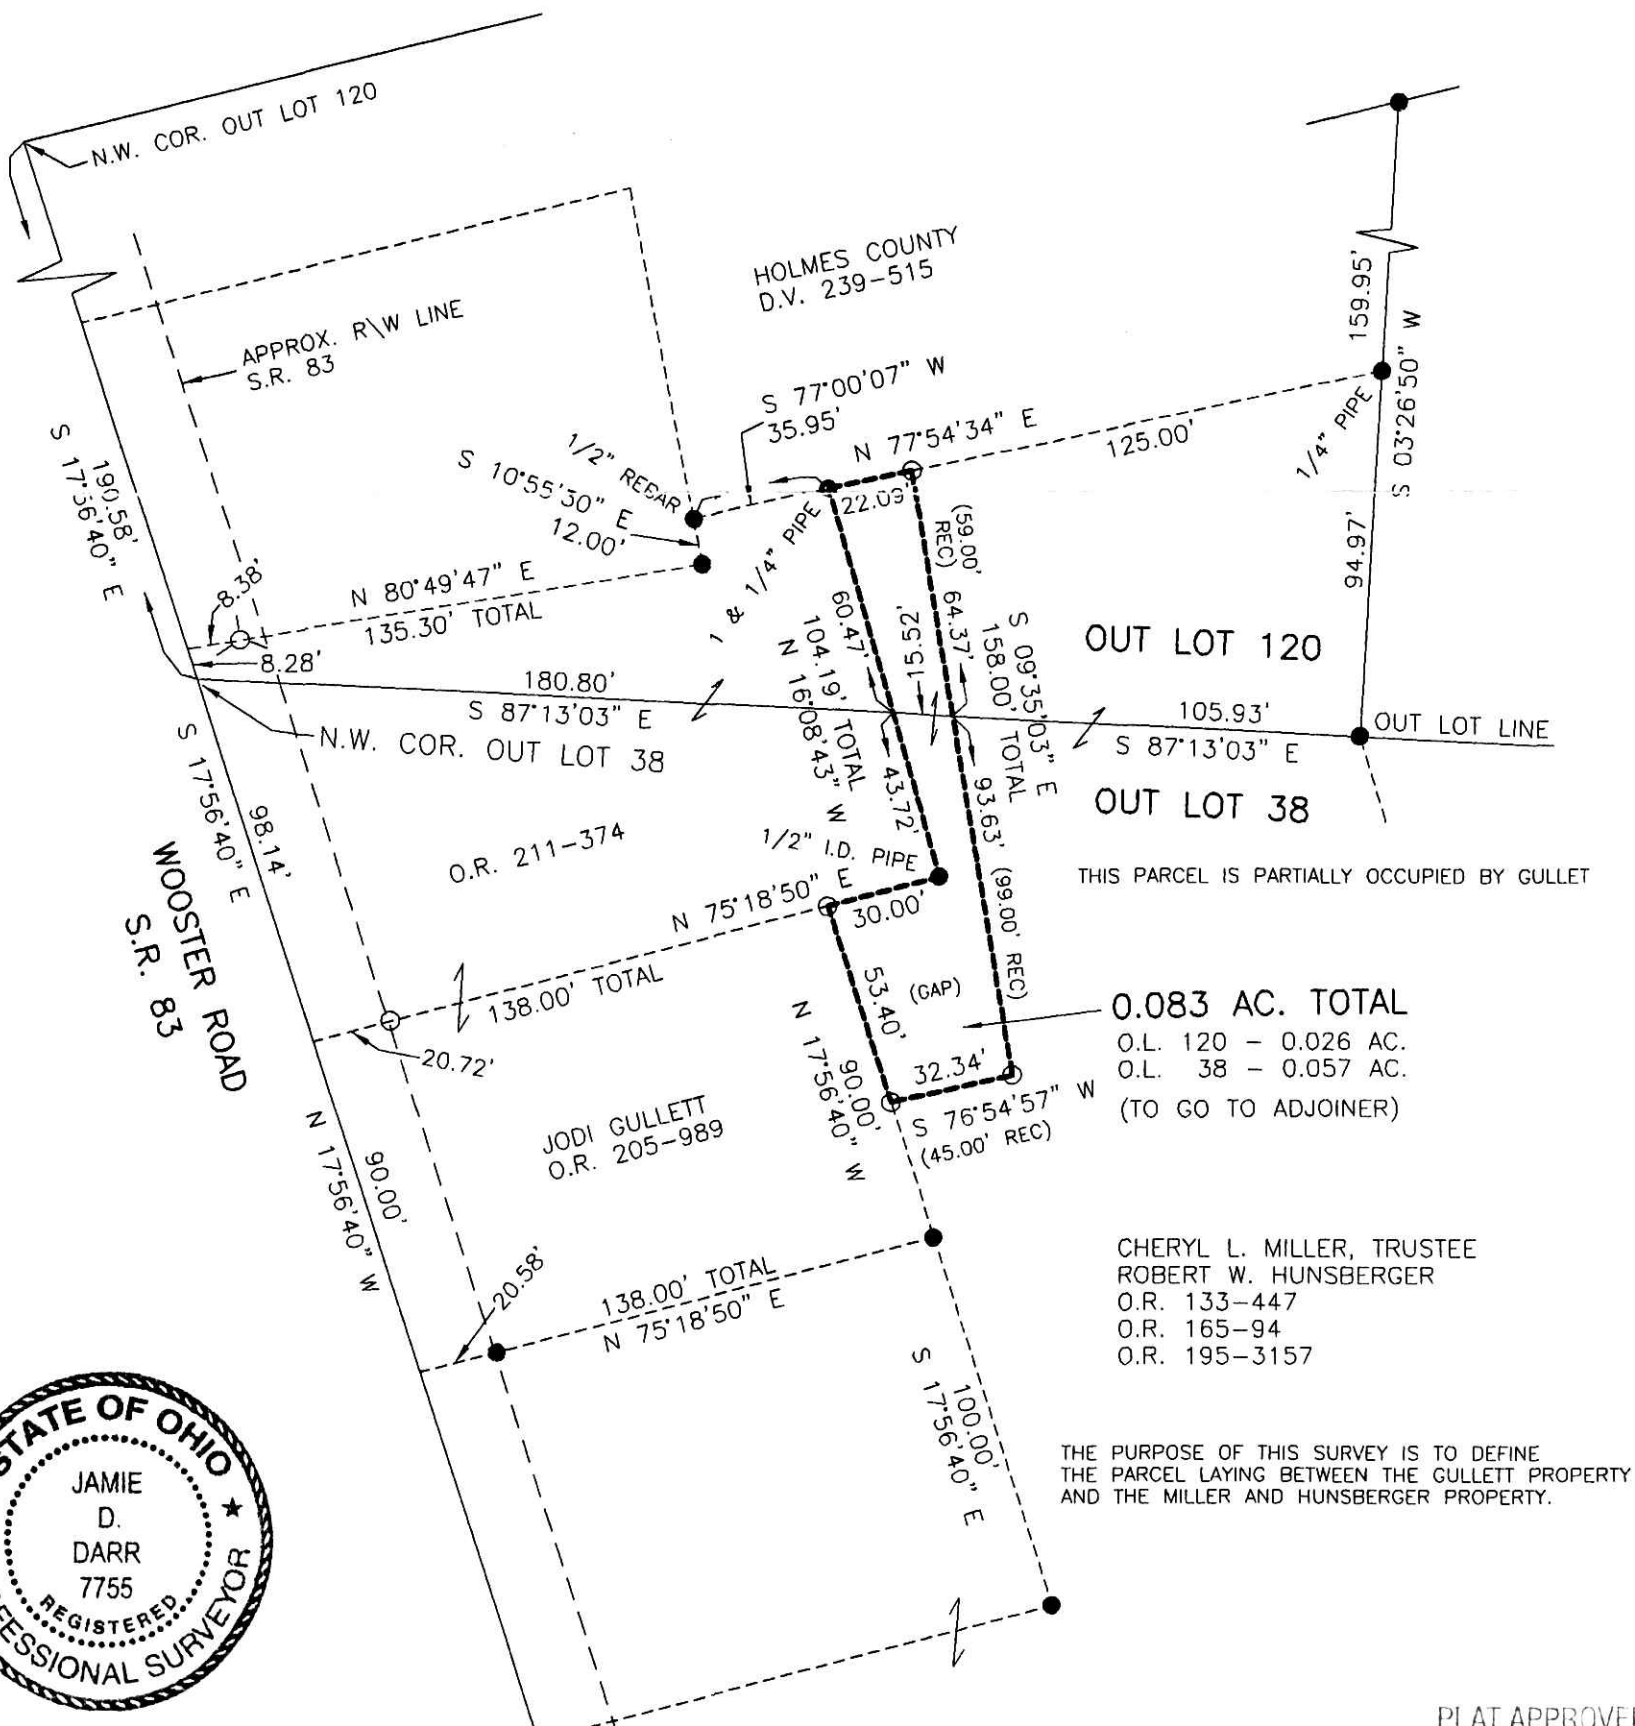 N.W. COR. OUT LOT 120
HOLMES COUNTY
D.V. 239-515
APPROX. R\W LINE
S.R. 83
159.95'
S 03°26'50" W
S 77°00'07" W
35.95'
N 77°54'34" E
125.00'
1/4" PIPE
1/2" REBAR
S 10°55'30" E
12.00'
190.58'
S 17°56'40" E
22.09'
1 & 1/4" PIPE
(59.00'
REC)
94.97'
N 80°49'47" E
135.30' TOTAL
8.38'
8.28'
60.47'
104.19' TOTAL
N 16°08'43" W
15.52'
64.37'
S 09°35'03" E
158.00' TOTAL
OUT LOT 120
180.80'
S 87°13'03" E
105.93'
S 87°13'03" E
OUT LOT LINE
N.W. COR. OUT LOT 38
43.72'
93.63' (99.00' REC)
OUT LOT 38
98.14'
S 17°56'40" E
O.R. 211-374
1/2" I.D. PIPE
THIS PARCEL IS PARTIALLY OCCUPIED BY GULLET
WOOSTER ROAD
S.R. 83
N 75°18'50" E
30.00'
138.00' TOTAL
20.72'
53.40'
(GAP)
0.083 AC. TOTAL
O.L. 120 - 0.026 AC.
O.L. 38 - 0.057 AC.
(TO GO TO ADJOINER)
90.00'
N 17°56'40" W
32.34'
S 76°54'57" W
(45.00' REC)
JODI GULLETT
O.R. 205-989
90.00'
N 17°56'40" W
20.58'
138.00' TOTAL
N 75°18'50" E
CHERYL L. MILLER, TRUSTEE
ROBERT W. HUNSBERGER
O.R. 133-447
O.R. 165-94
O.R. 195-3157
100.00'
S 17°56'40" E
THE PURPOSE OF THIS SURVEY IS TO DEFINE
THE PARCEL LAYING BETWEEN THE GULLETT PROPERTY
AND THE MILLER AND HUNSBERGER PROPERTY.
STATE OF OHIO
JAMIE
D.
DARR
7755
REGISTERED
FESSIONAL SURVEYOR
PLAT APPROVE